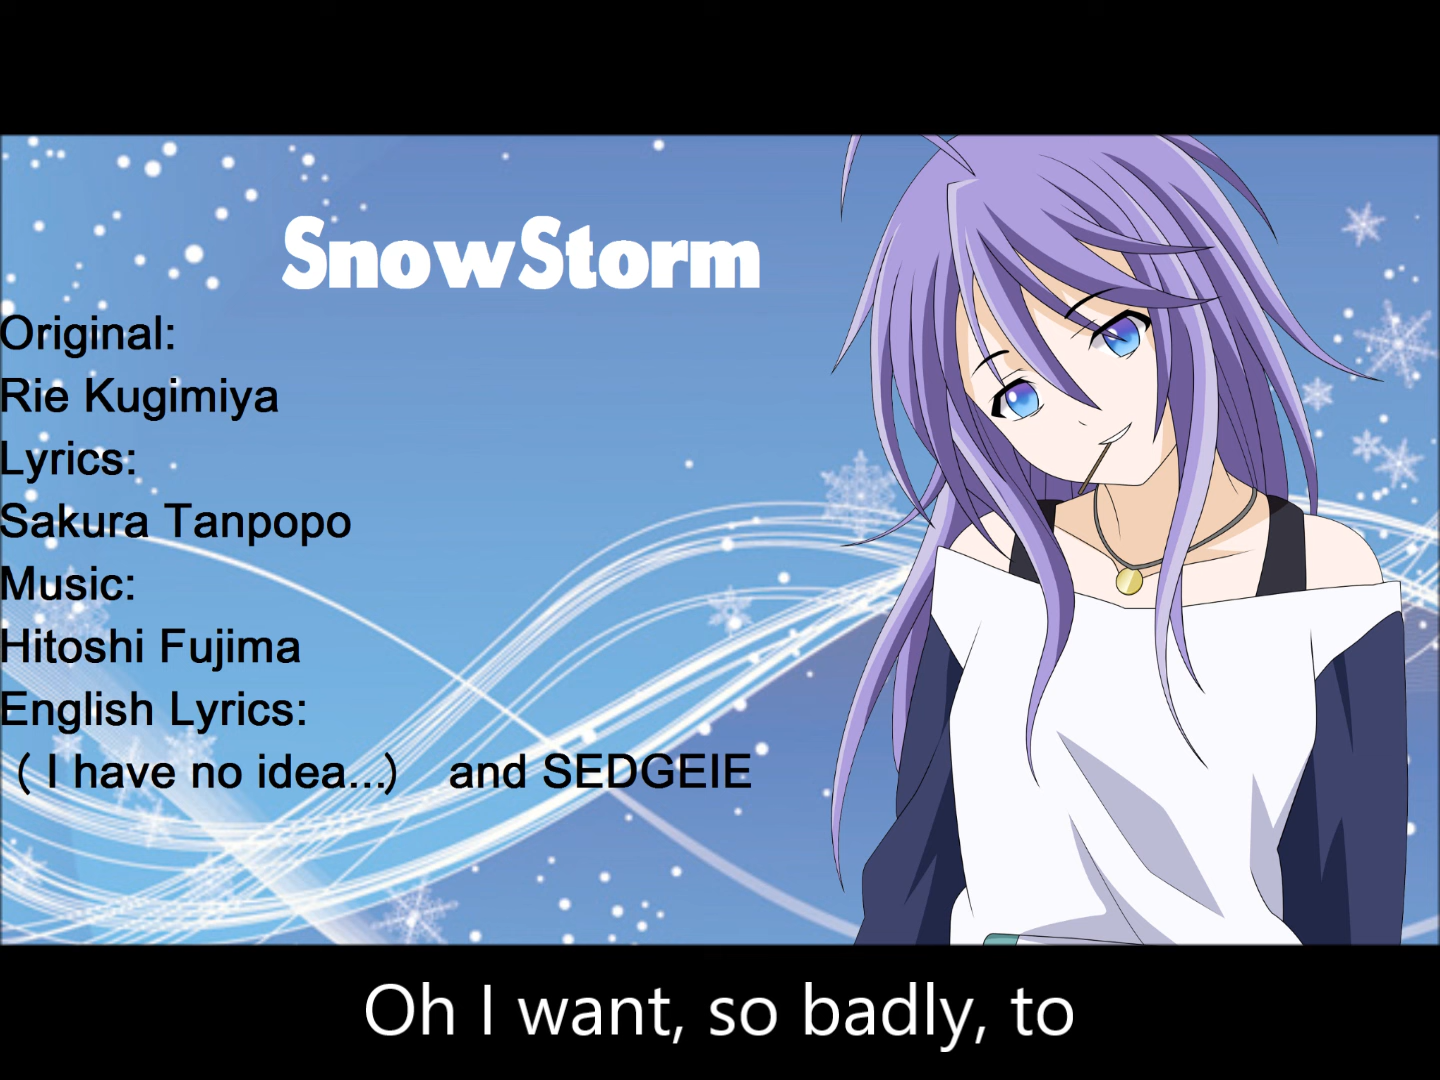 SnowStorm
Original:
Rie Kugimiya
Lyrics:
Sakura Tanpopo
Music:
Hitoshi Fujima
English Lyrics:
( I have no idea...) and SEDGEIE
Oh I want, so badly, to